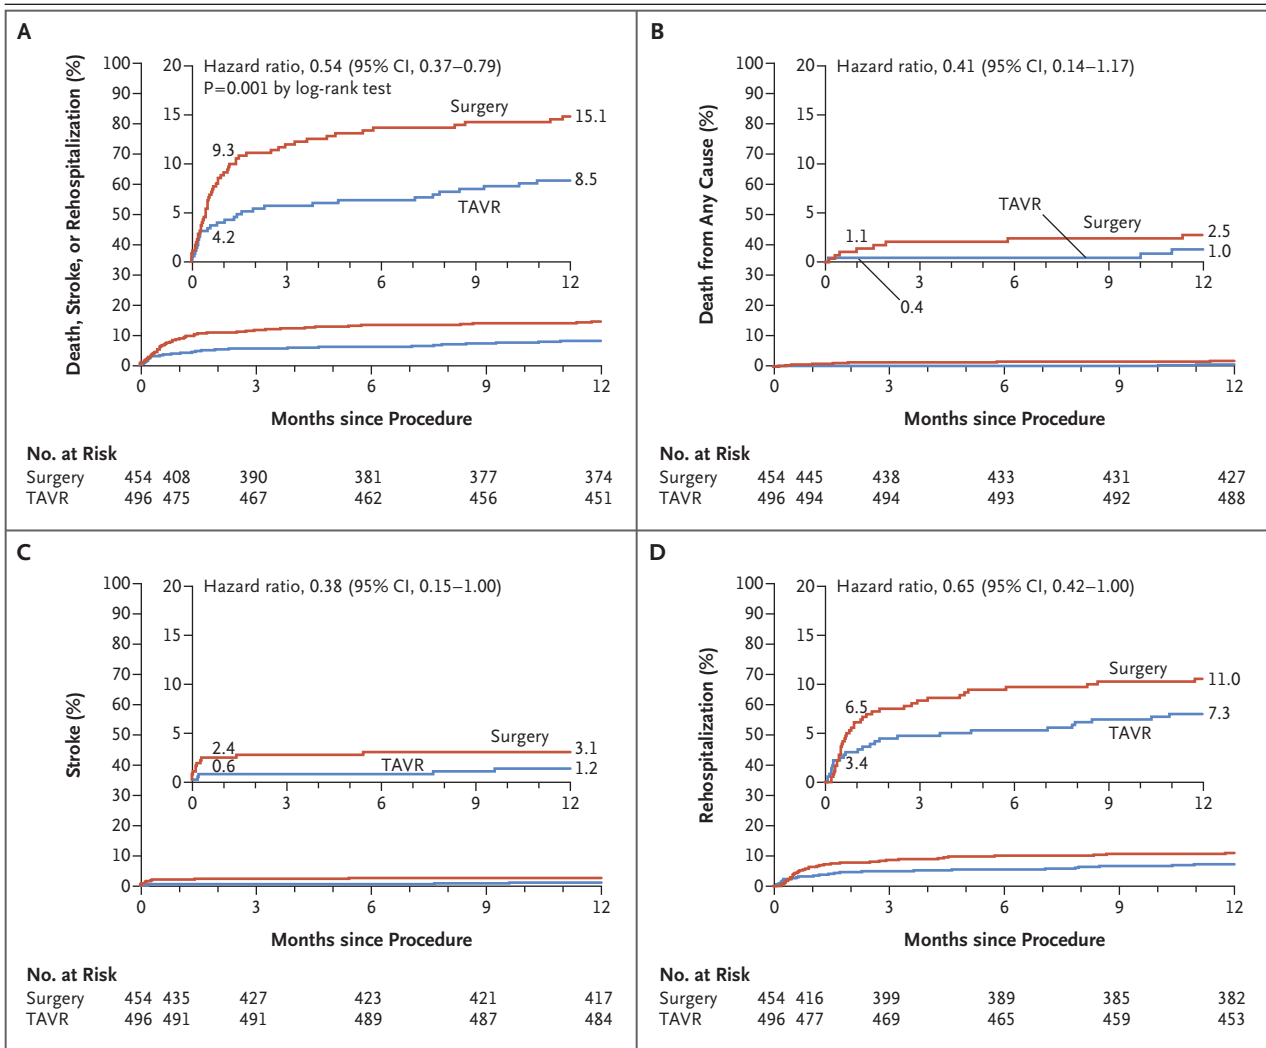 A
Death, Stroke, or Rehospitalization (%)
100
90
80
70
60
50
40
30
20
10
0
20
15
10
5
0
Hazard ratio, 0.54 (95% CI, 0.37–0.79)
P=0.001 by log-rank test
Surgery
15.1
9.3
8.5
TAVR
4.2
0 3 6 9 12
0 3 6 9 12
Months since Procedure
No. at Risk
Surgery 454 408 390 381 377 374
TAVR 496 475 467 462 456 451
B
Death from Any Cause (%)
100
90
80
70
60
50
40
30
20
10
0
20
15
10
5
0
Hazard ratio, 0.41 (95% CI, 0.14–1.17)
TAVR
Surgery
1.1
2.5
1.0
0.4
0 3 6 9 12
0 3 6 9 12
Months since Procedure
No. at Risk
Surgery 454 445 438 433 431 427
TAVR 496 494 494 493 492 488
C
Stroke (%)
100
90
80
70
60
50
40
30
20
10
0
20
15
10
5
0
Hazard ratio, 0.38 (95% CI, 0.15–1.00)
Surgery
2.4
3.1
0.6
TAVR
1.2
0 3 6 9 12
0 3 6 9 12
Months since Procedure
No. at Risk
Surgery 454 435 427 423 421 417
TAVR 496 491 491 489 487 484
D
Rehospitalization (%)
100
90
80
70
60
50
40
30
20
10
0
20
15
10
5
0
Hazard ratio, 0.65 (95% CI, 0.42–1.00)
Surgery
11.0
6.5
7.3
TAVR
3.4
0 3 6 9 12
0 3 6 9 12
Months since Procedure
No. at Risk
Surgery 454 416 399 389 385 382
TAVR 496 477 469 465 459 453